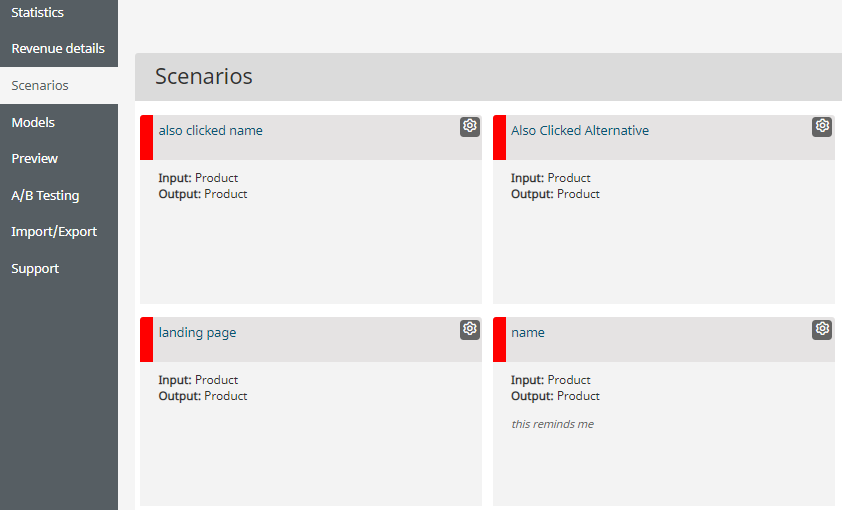 Statistics
Revenue details
Scenarios
Models
Preview
A/B Testing
Import/Export
Support
Scenarios
also clicked name
Input: Product
Output: Product
Also Clicked Alternative
Input: Product
Output: Product
landing page
Input: Product
Output: Product
name
Input: Product
Output: Product
this reminds me